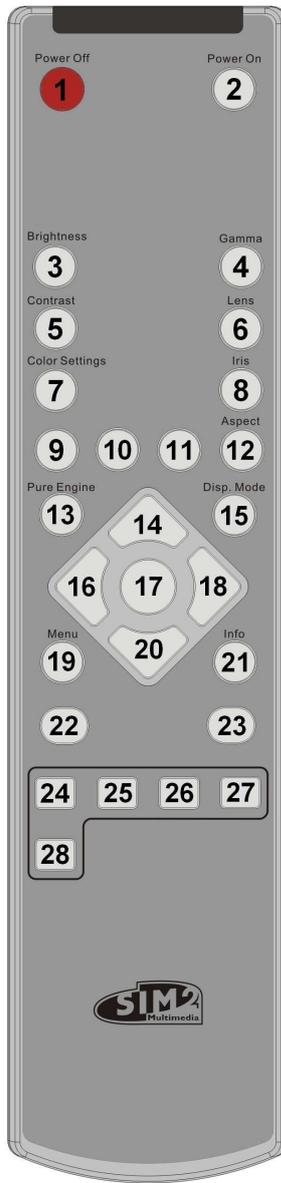 Power Off Power On
1 2
Brightness Gamma
3 4
Contrast Lens
5 6
Color Settings Iris
7 8
Aspect
9 10 11 12
Pure Engine Disp. Mode
13 14 15
16 17 18
Menu 20 Info
19 21
22 23
24 25 26 27
28
SIM2
Multimedia